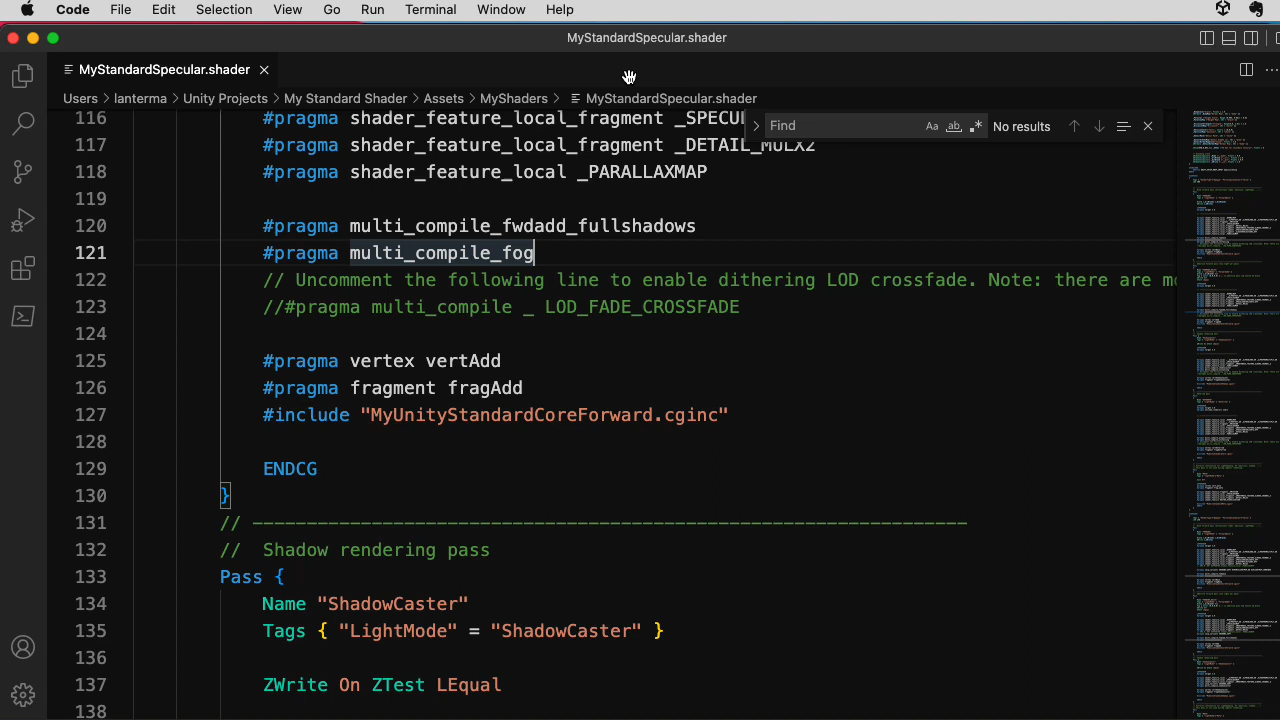 Code File Edit Selection View Go Run Terminal Window Help
MyStandardSpecular.shader
MyStandardSpecular.shader
Users > lanterma > Unity Projects > My Standard Shader > Assets > MyShaders > MyStandardSpecular.shader
Find Aa ab .* No results
116 #pragma shader_feature_local_fragment _SPECUL
117 #pragma shader_feature_local_fragment _DETAIL_MULX2
118 #pragma shader_feature_local _PARALLAXMAP
119
120 #pragma multi_compile_fwdadd_fullshadows
121 #pragma multi_compile_fog
122 // Uncomment the following line to enable dithering LOD crossfade. Note: there are mo
123 //#pragma multi_compile _ LOD_FADE_CROSSFADE
124
125 #pragma vertex vertAdd
126 #pragma fragment fragAdd
127 #include "MyUnityStandardCoreForward.cginc"
128
129 ENDCG
130 }
131 // ------------------------------------------------------------------
132 // Shadow rendering pass
133 Pass {
134 Name "ShadowCaster"
135 Tags { "LightMode" = "ShadowCaster" }
136
137 ZWrite On ZTest LEqual
138